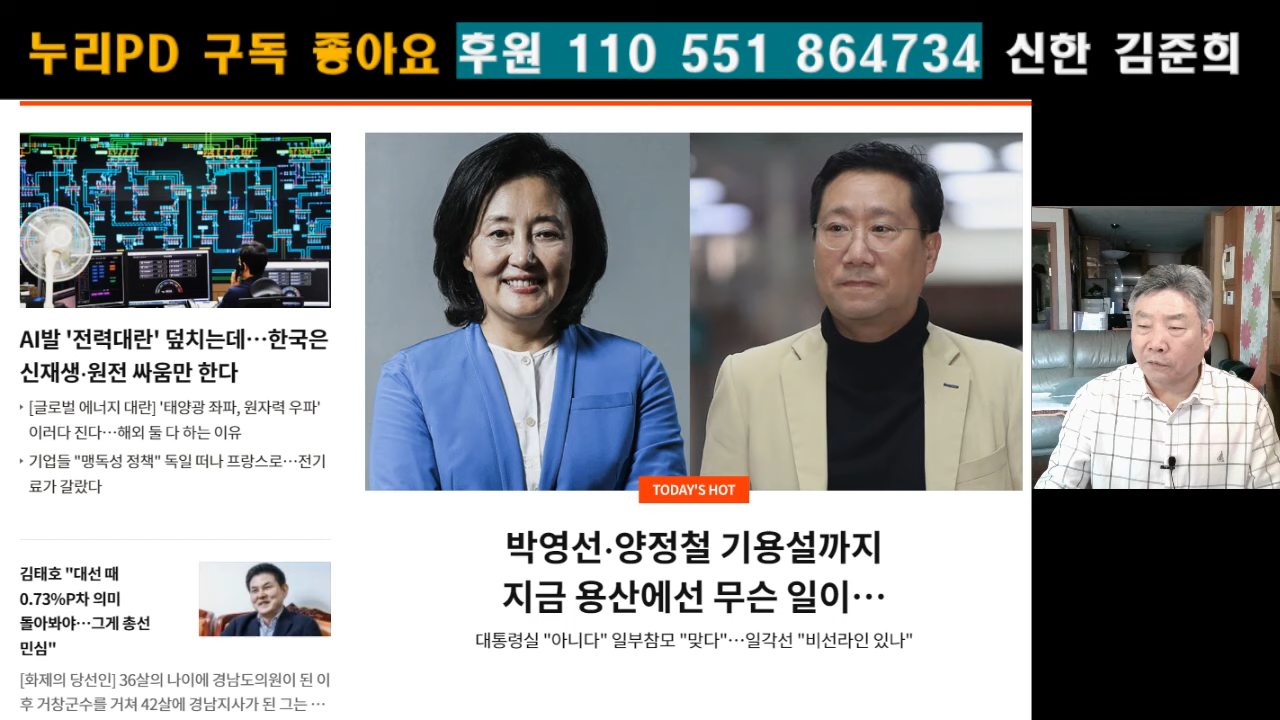 누리PD 구독 좋아요 후원 110 551 864734 신한 김준희
AI발 '전력대란' 덮치는데…한국은
신재생·원전 싸움만 한다
[글로벌 에너지 대란] '태양광 좌파, 원자력 우파'
이러다 진다…해외 둘 다 하는 이유
기업들 "맹독성 정책" 독일 떠나 프랑스로…전기
료가 갈랐다
김태호 "대선 때
0.73%P차 의미
돌아봐야…그게 총선
민심"
[화제의 당선인] 36살의 나이에 경남도의원이 된 이
후 거창군수를 거쳐 42살에 경남지사가 된 그는 …
TODAY'S HOT
박영선·양정철 기용설까지
지금 용산에선 무슨 일이…
대통령실 "아니다" 일부참모 "맞다"…일각선 "비선라인 있나"